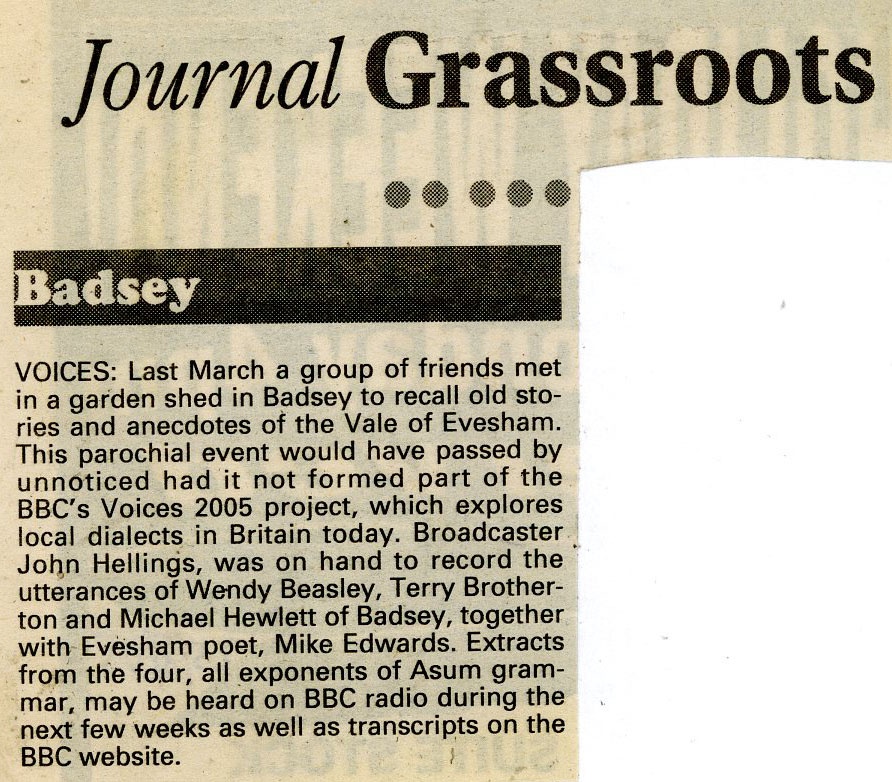 Journal Grassroots
Badsey
VOICES: Last March a group of friends met
in a garden shed in Badsey to recall old sto-
ries and anecdotes of the Vale of Evesham.
This parochial event would have passed by
unnoticed had it not formed part of the
BBC's Voices 2005 project, which explores
local dialects in Britain today. Broadcaster
John Hellings, was on hand to record the
utterances of Wendy Beasley, Terry Brother-
ton and Michael Hewlett of Badsey, together
with Evesham poet, Mike Edwards. Extracts
from the four, all exponents of Asum gram-
mar, may be heard on BBC radio during the
next few weeks as well as transcripts on the
BBC website.